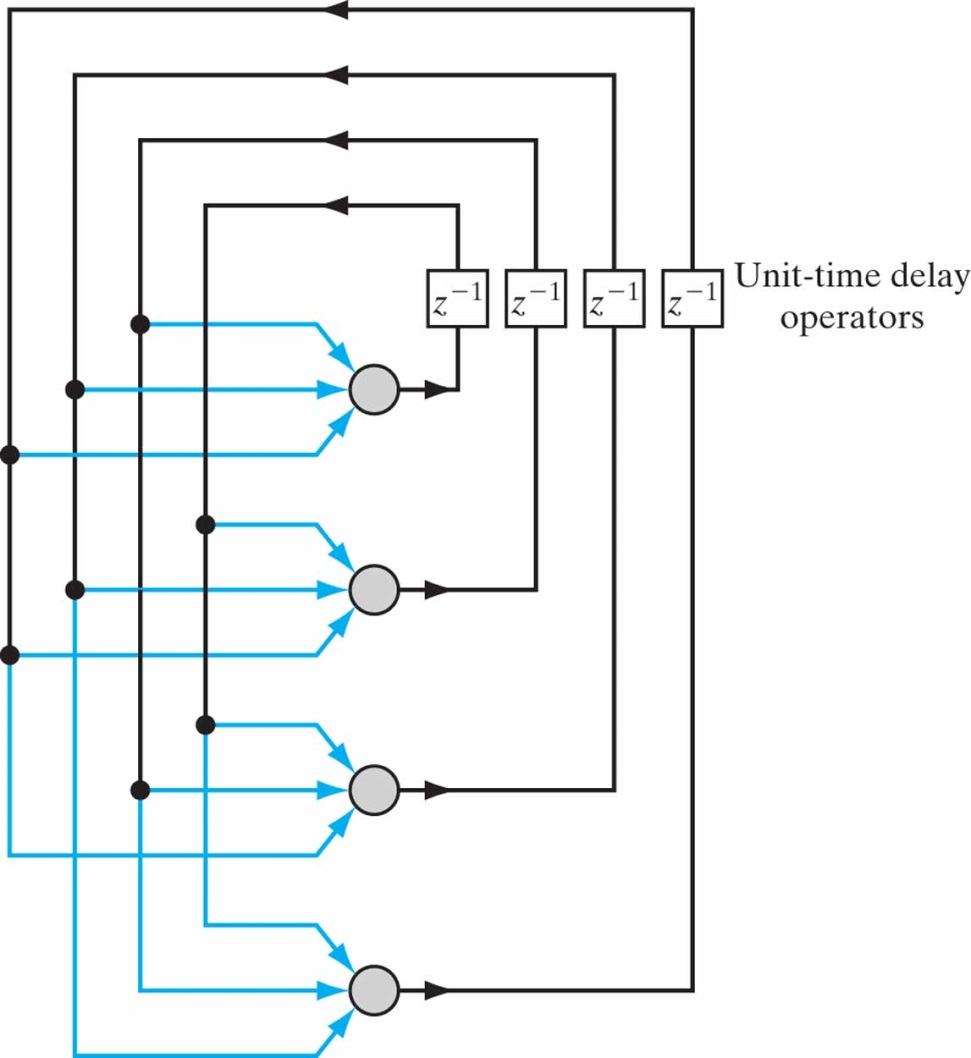 z⁻¹ z⁻¹ z⁻¹ z⁻¹
Unit-time delay
operators